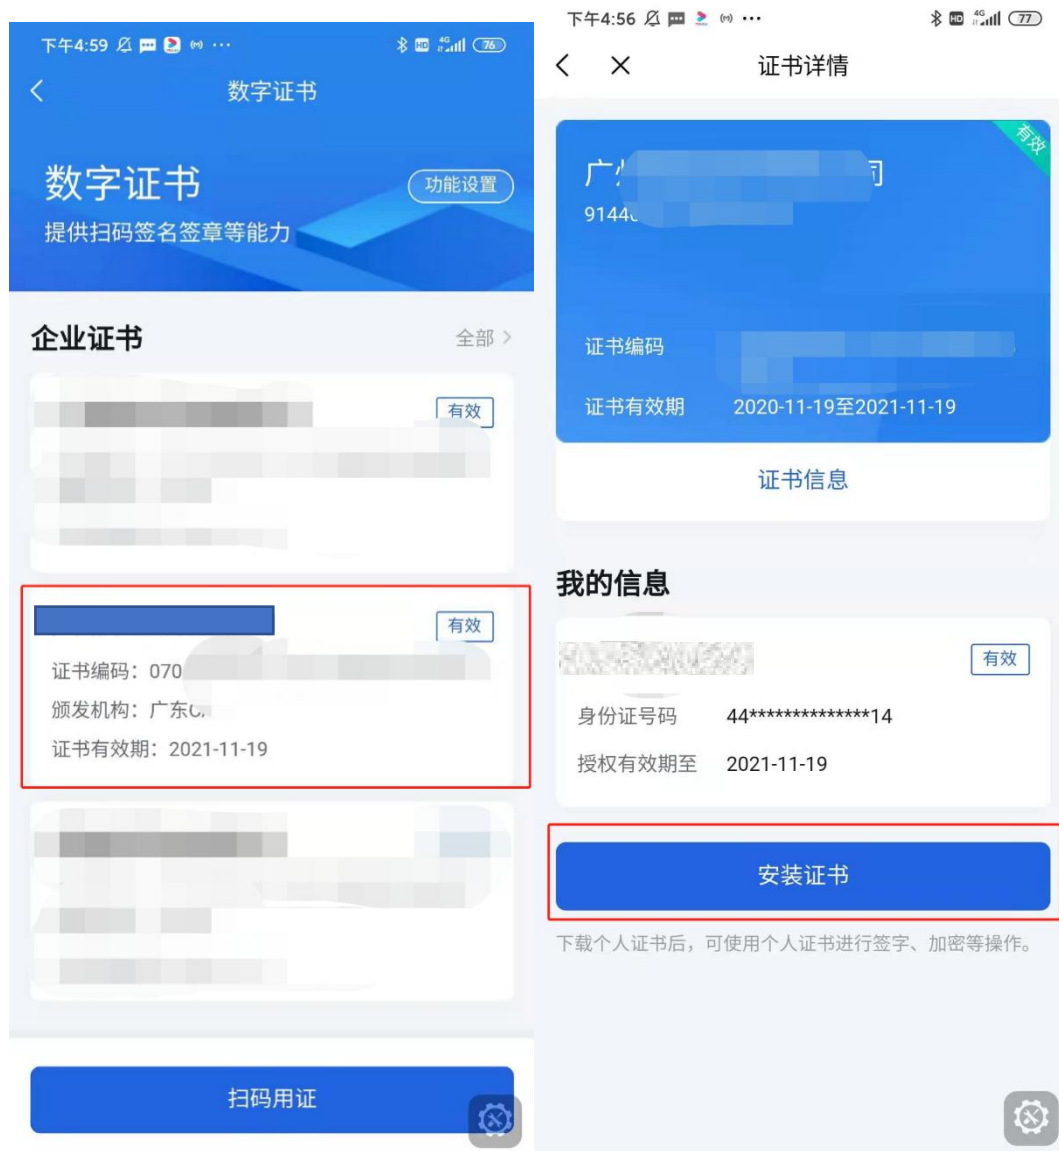 下午4:59
HD 4G 76
数字证书
数字证书
功能设置
提供扫码签名签章等能力
企业证书
全部
有效
有效
证书编码：070
颁发机构：广东C
证书有效期：2021-11-19
扫码用证
下午4:56
HD 4G 77
证书详情
有效
广
司
9144
证书编码
证书有效期 2020-11-19至2021-11-19
证书信息
我的信息
有效
身份证号码 44**************14
授权有效期至 2021-11-19
安装证书
下载个人证书后，可使用个人证书进行签字、加密等操作。